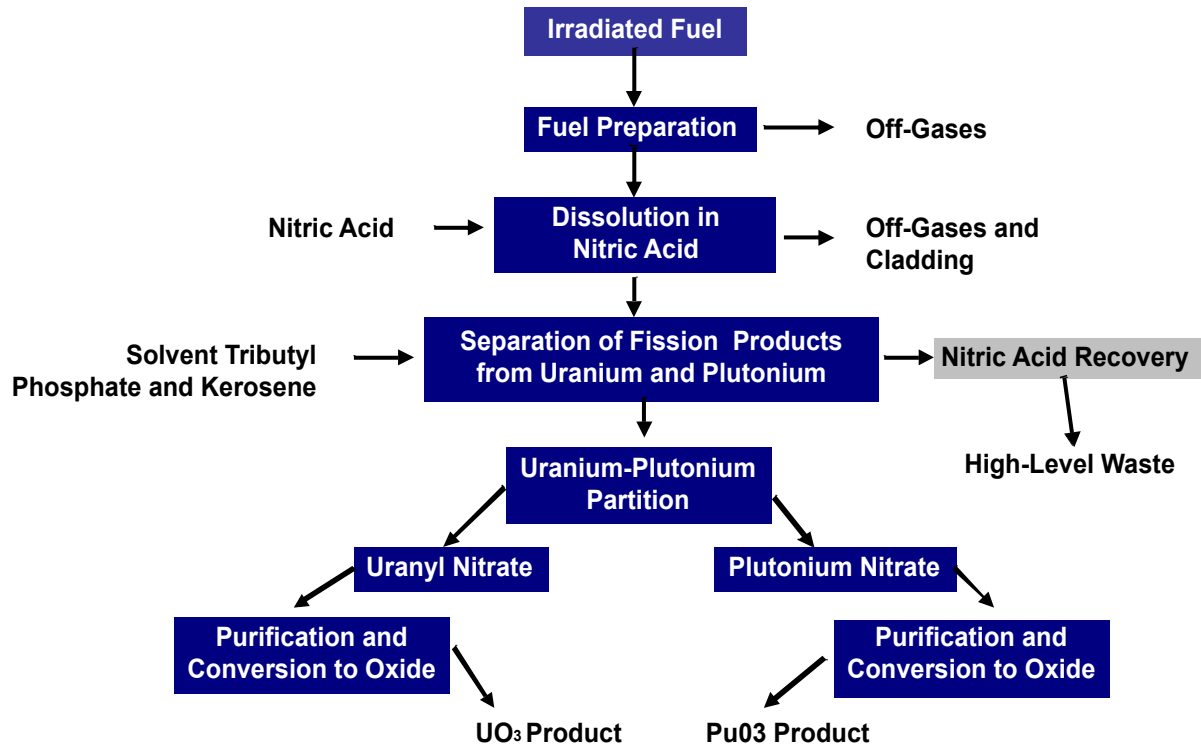 Irradiated Fuel
Fuel Preparation
Off-Gases
Nitric Acid
Dissolution in
Nitric Acid
Off-Gases and
Cladding
Solvent Tributyl
Phosphate and Kerosene
Separation of Fission Products
from Uranium and Plutonium
Nitric Acid Recovery
High-Level Waste
Uranium-Plutonium
Partition
Uranyl Nitrate
Plutonium Nitrate
Purification and
Conversion to Oxide
Purification and
Conversion to Oxide
UO₃ Product
Pu03 Product